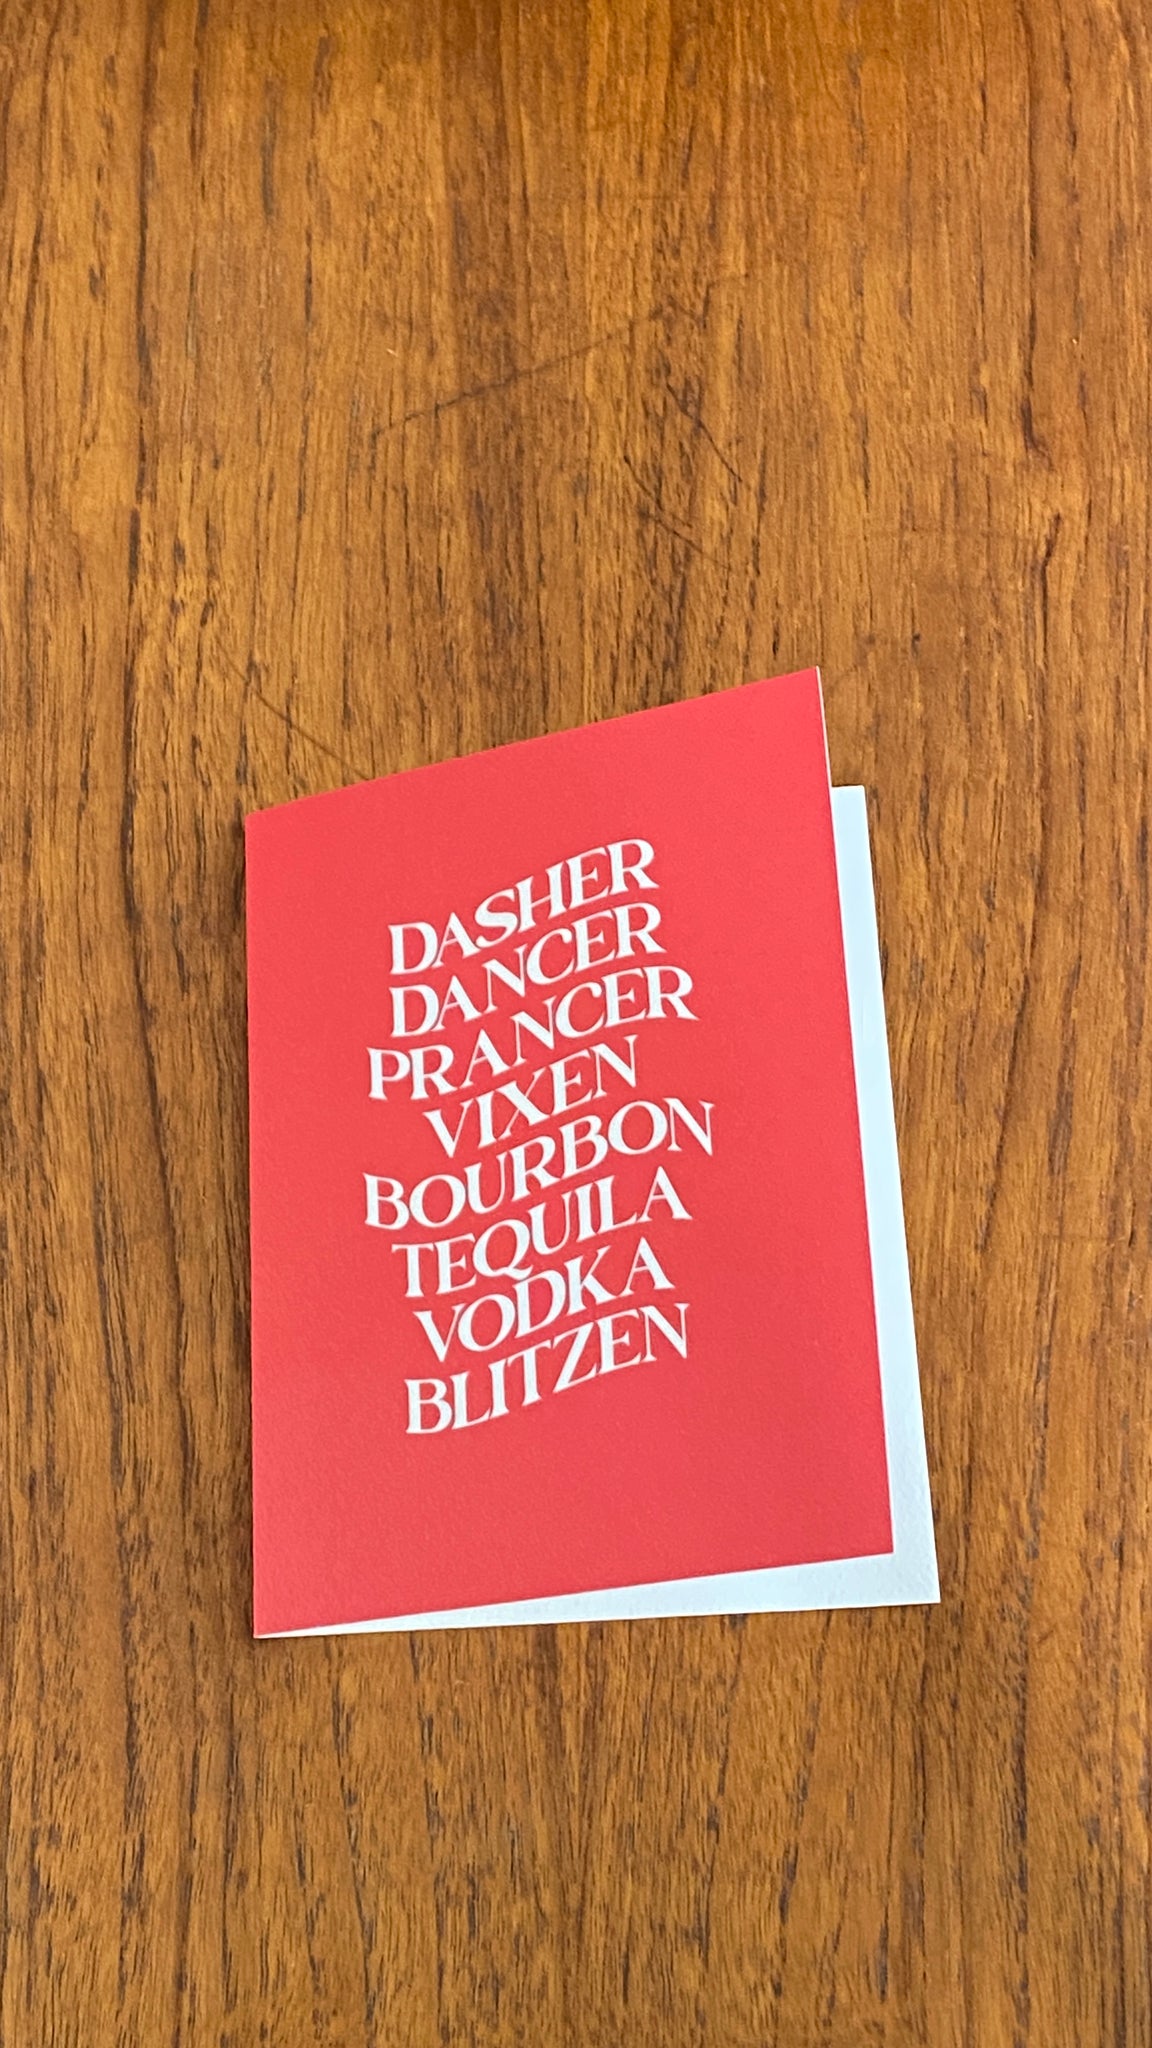 DASHER
DANCER
PRANCER
VIXEN
BOURBON
TEQUILA
VODKA
BLITZEN